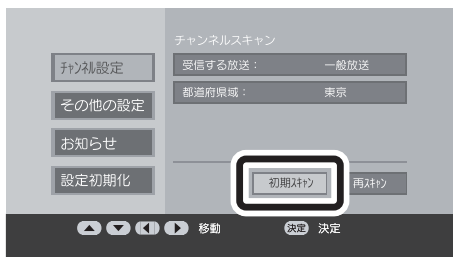 チャンネルスキャン
ﾁｬﾝﾈﾙ設定
受信する放送： 一般放送
都道府県域： 東京
その他の設定
お知らせ
設定初期化
初期ｽｷｬﾝ 再ｽｷｬﾝ
移動 決定 決定